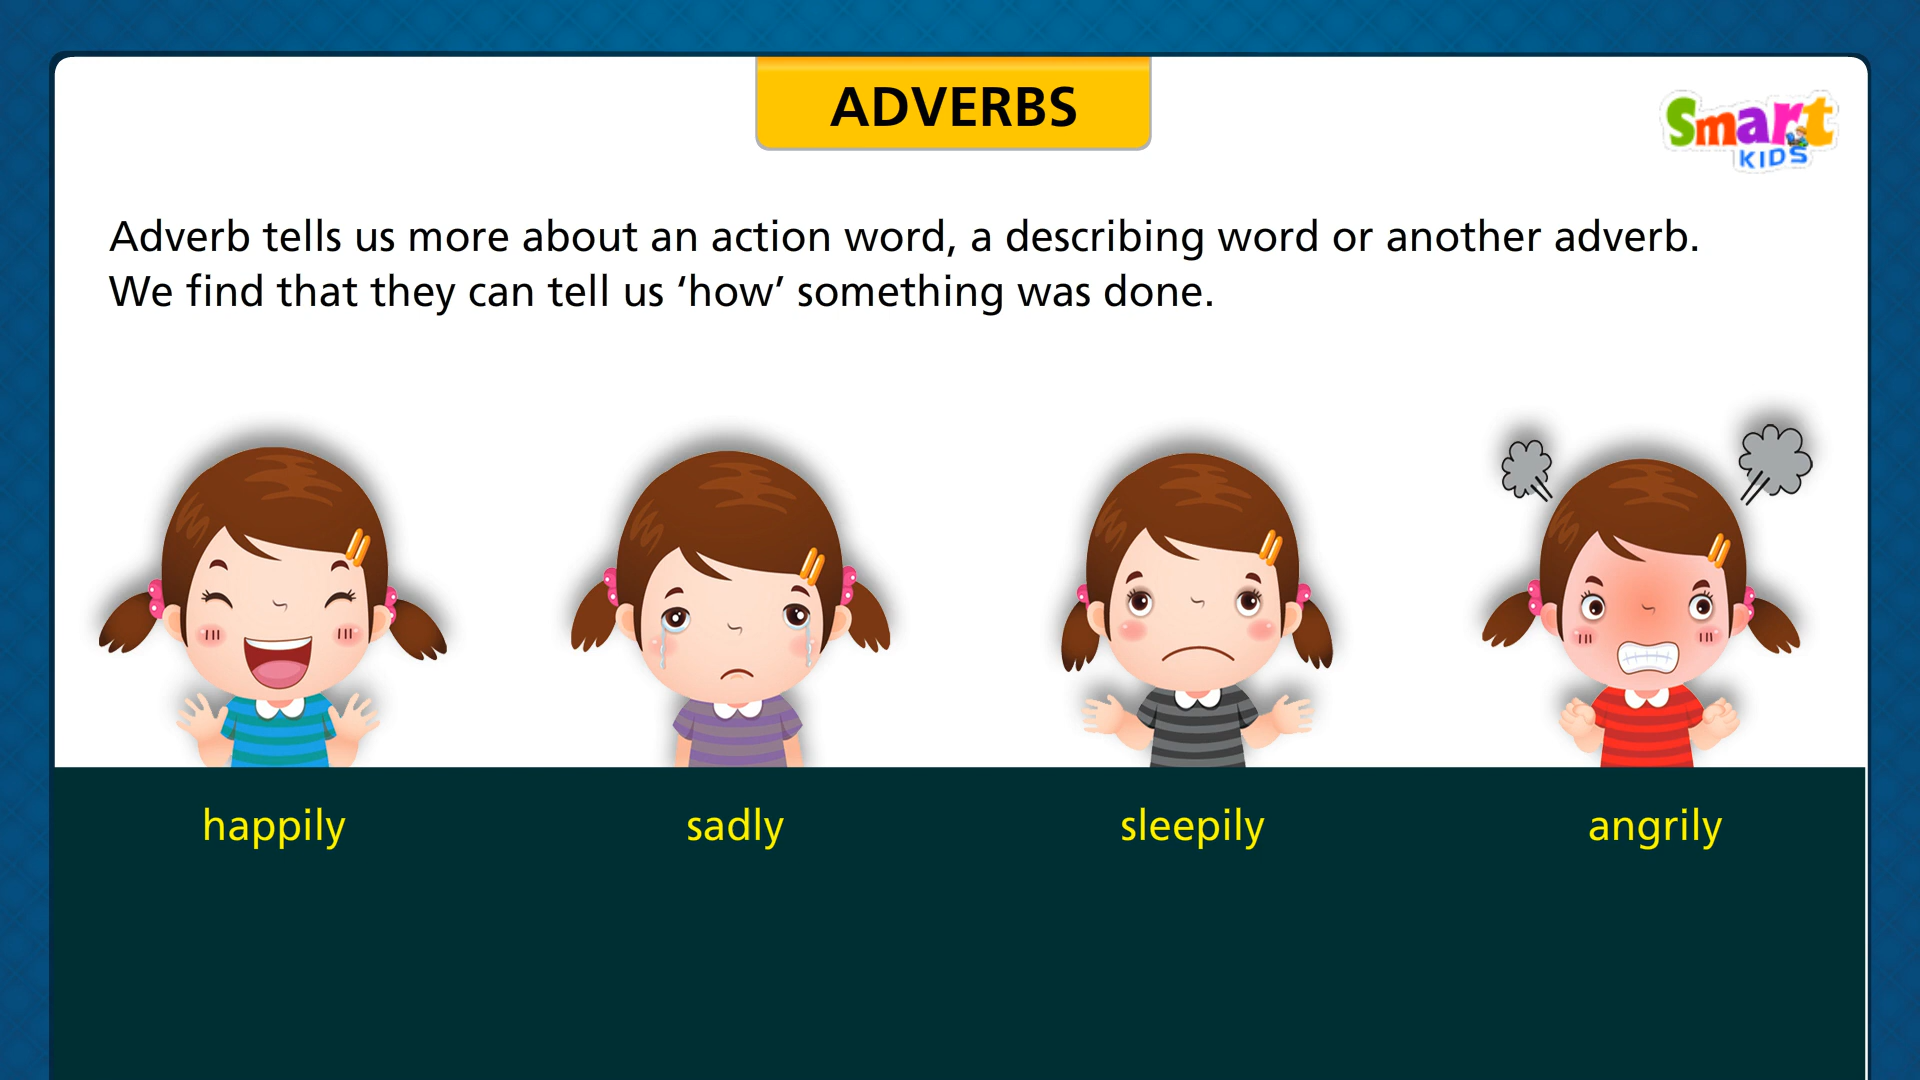 ADVERBS
Smart
KIDS
Adverb tells us more about an action word, a describing word or another adverb.
We find that they can tell us ‘how’ something was done.
happily sadly sleepily angrily